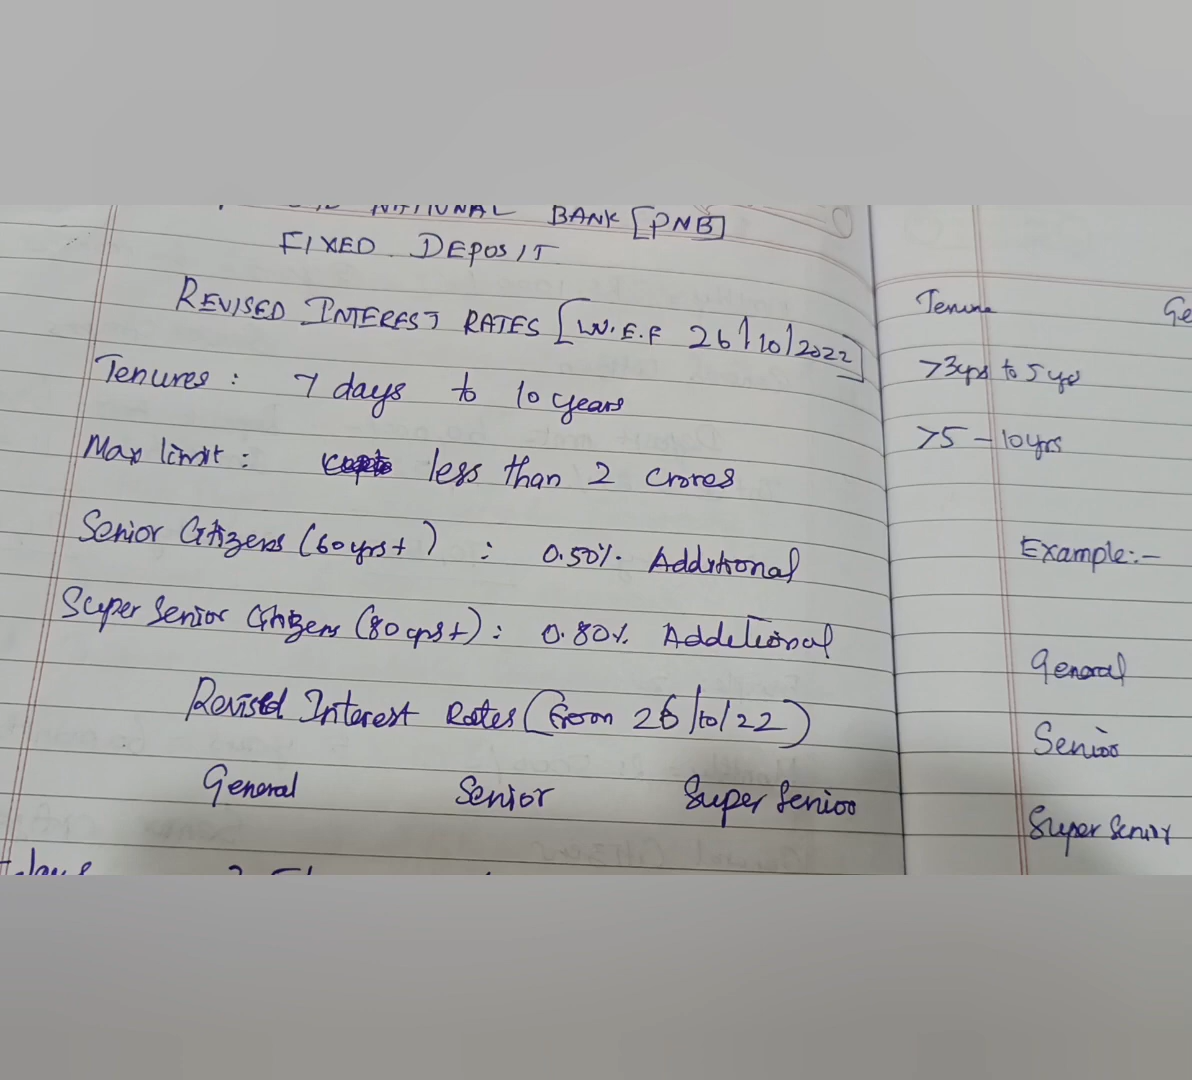 NATIONAL BANK [PNB]
FIXED DEPOSIT
REVISED INTEREST RATES [W.E.F 26/10/2022]
Tenures : 7 days to 10 years
Max limit : less than 2 crores
Senior Citizens (60yrs+) : 0.50% Additional
Super Senior Citizens (80yrs+) : 0.80% Additional
Revised Interest Rates (from 26/10/22)
General Senior Super Senior
days
Tenure Ge
>3yrs to 5yrs
>5 - 10yrs
Example:-
General
Senior
Super Senior